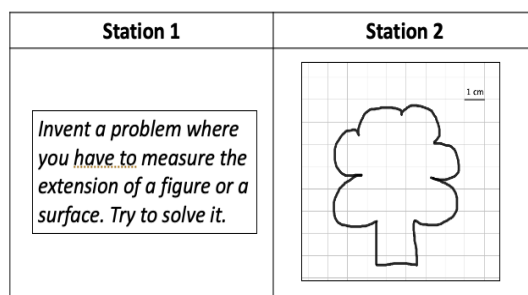 Station 1
Station 2
Invent a problem where
you have to measure the
extension of a figure or a
surface. Try to solve it.
1 cm